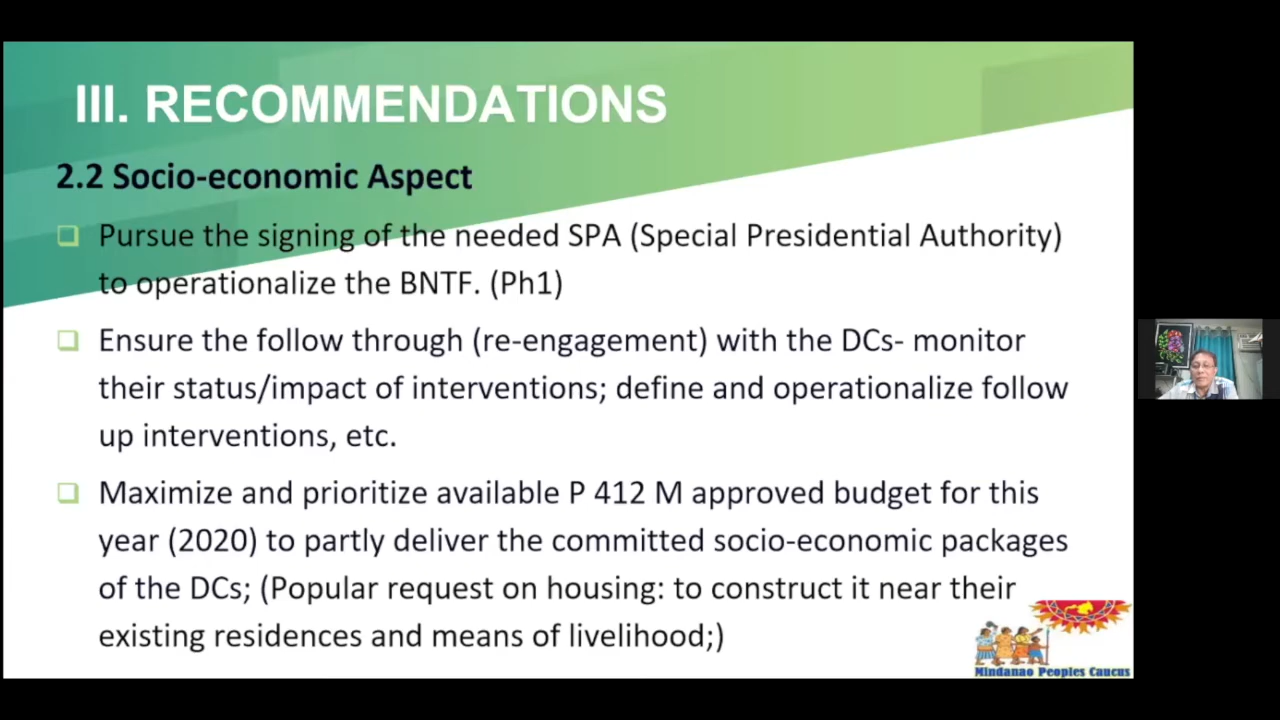 III. RECOMMENDATIONS
2.2 Socio-economic Aspect
Pursue the signing of the needed SPA (Special Presidential Authority)
to operationalize the BNTF. (Ph1)
Ensure the follow through (re-engagement) with the DCs- monitor
their status/impact of interventions; define and operationalize follow
up interventions, etc.
Maximize and prioritize available P 412 M approved budget for this
year (2020) to partly deliver the committed socio-economic packages
of the DCs; (Popular request on housing: to construct it near their
existing residences and means of livelihood;)
Mindanao Peoples Caucus